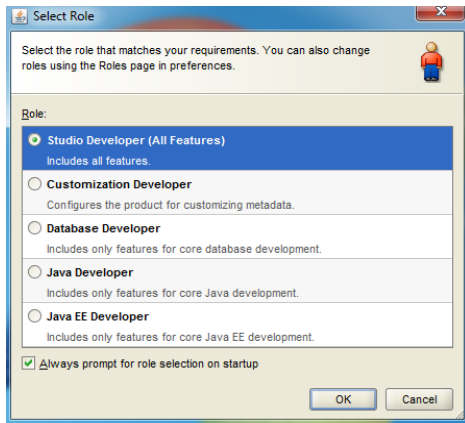 Select Role
Select the role that matches your requirements. You can also change
roles using the Roles page in preferences.
Role:
Studio Developer (All Features)
Includes all features.
Customization Developer
Configures the product for customizing metadata.
Database Developer
Includes only features for core database development.
Java Developer
Includes only features for core Java development.
Java EE Developer
Includes only features for core Java EE development.
Always prompt for role selection on startup
OK Cancel